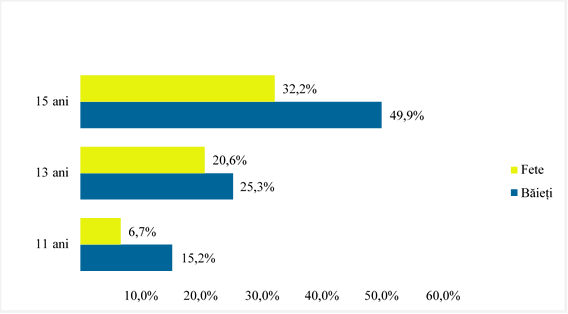 15 ani
32,2%
49,9%
13 ani
20,6%
25,3%
11 ani
6,7%
15,2%
Fete
Băieți
10,0% 20,0% 30,0% 40,0% 50,0% 60,0%